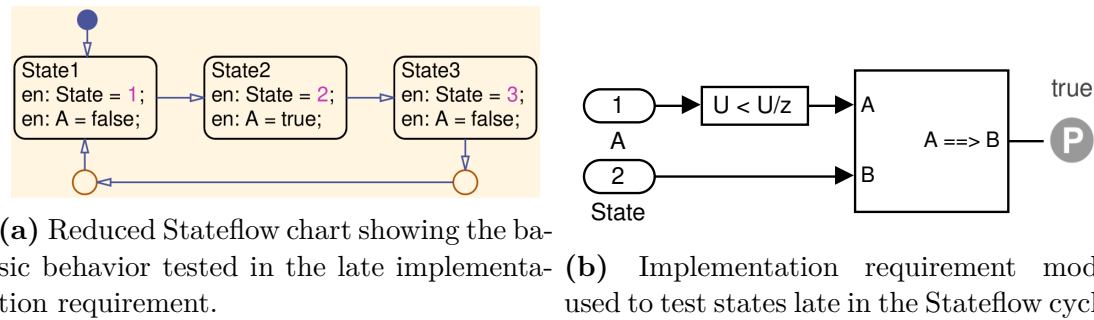 State1
en: State = 1;
en: A = false;
State2
en: State = 2;
en: A = true;
State3
en: State = 3;
en: A = false;
(a) Reduced Stateflow chart showing the ba-
sic behavior tested in the late implementa-
tion requirement.
1
A
U < U/z
2
State
A
B
A ==> B
true
P
(b) Implementation requirement mod
used to test states late in the Stateflow cycl